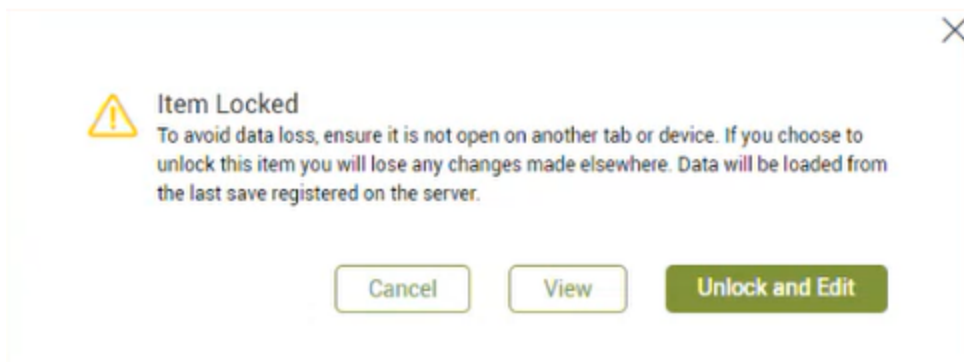 Item Locked
To avoid data loss, ensure it is not open on another tab or device. If you choose to
unlock this item you will lose any changes made elsewhere. Data will be loaded from
the last save registered on the server.
Cancel View Unlock and Edit